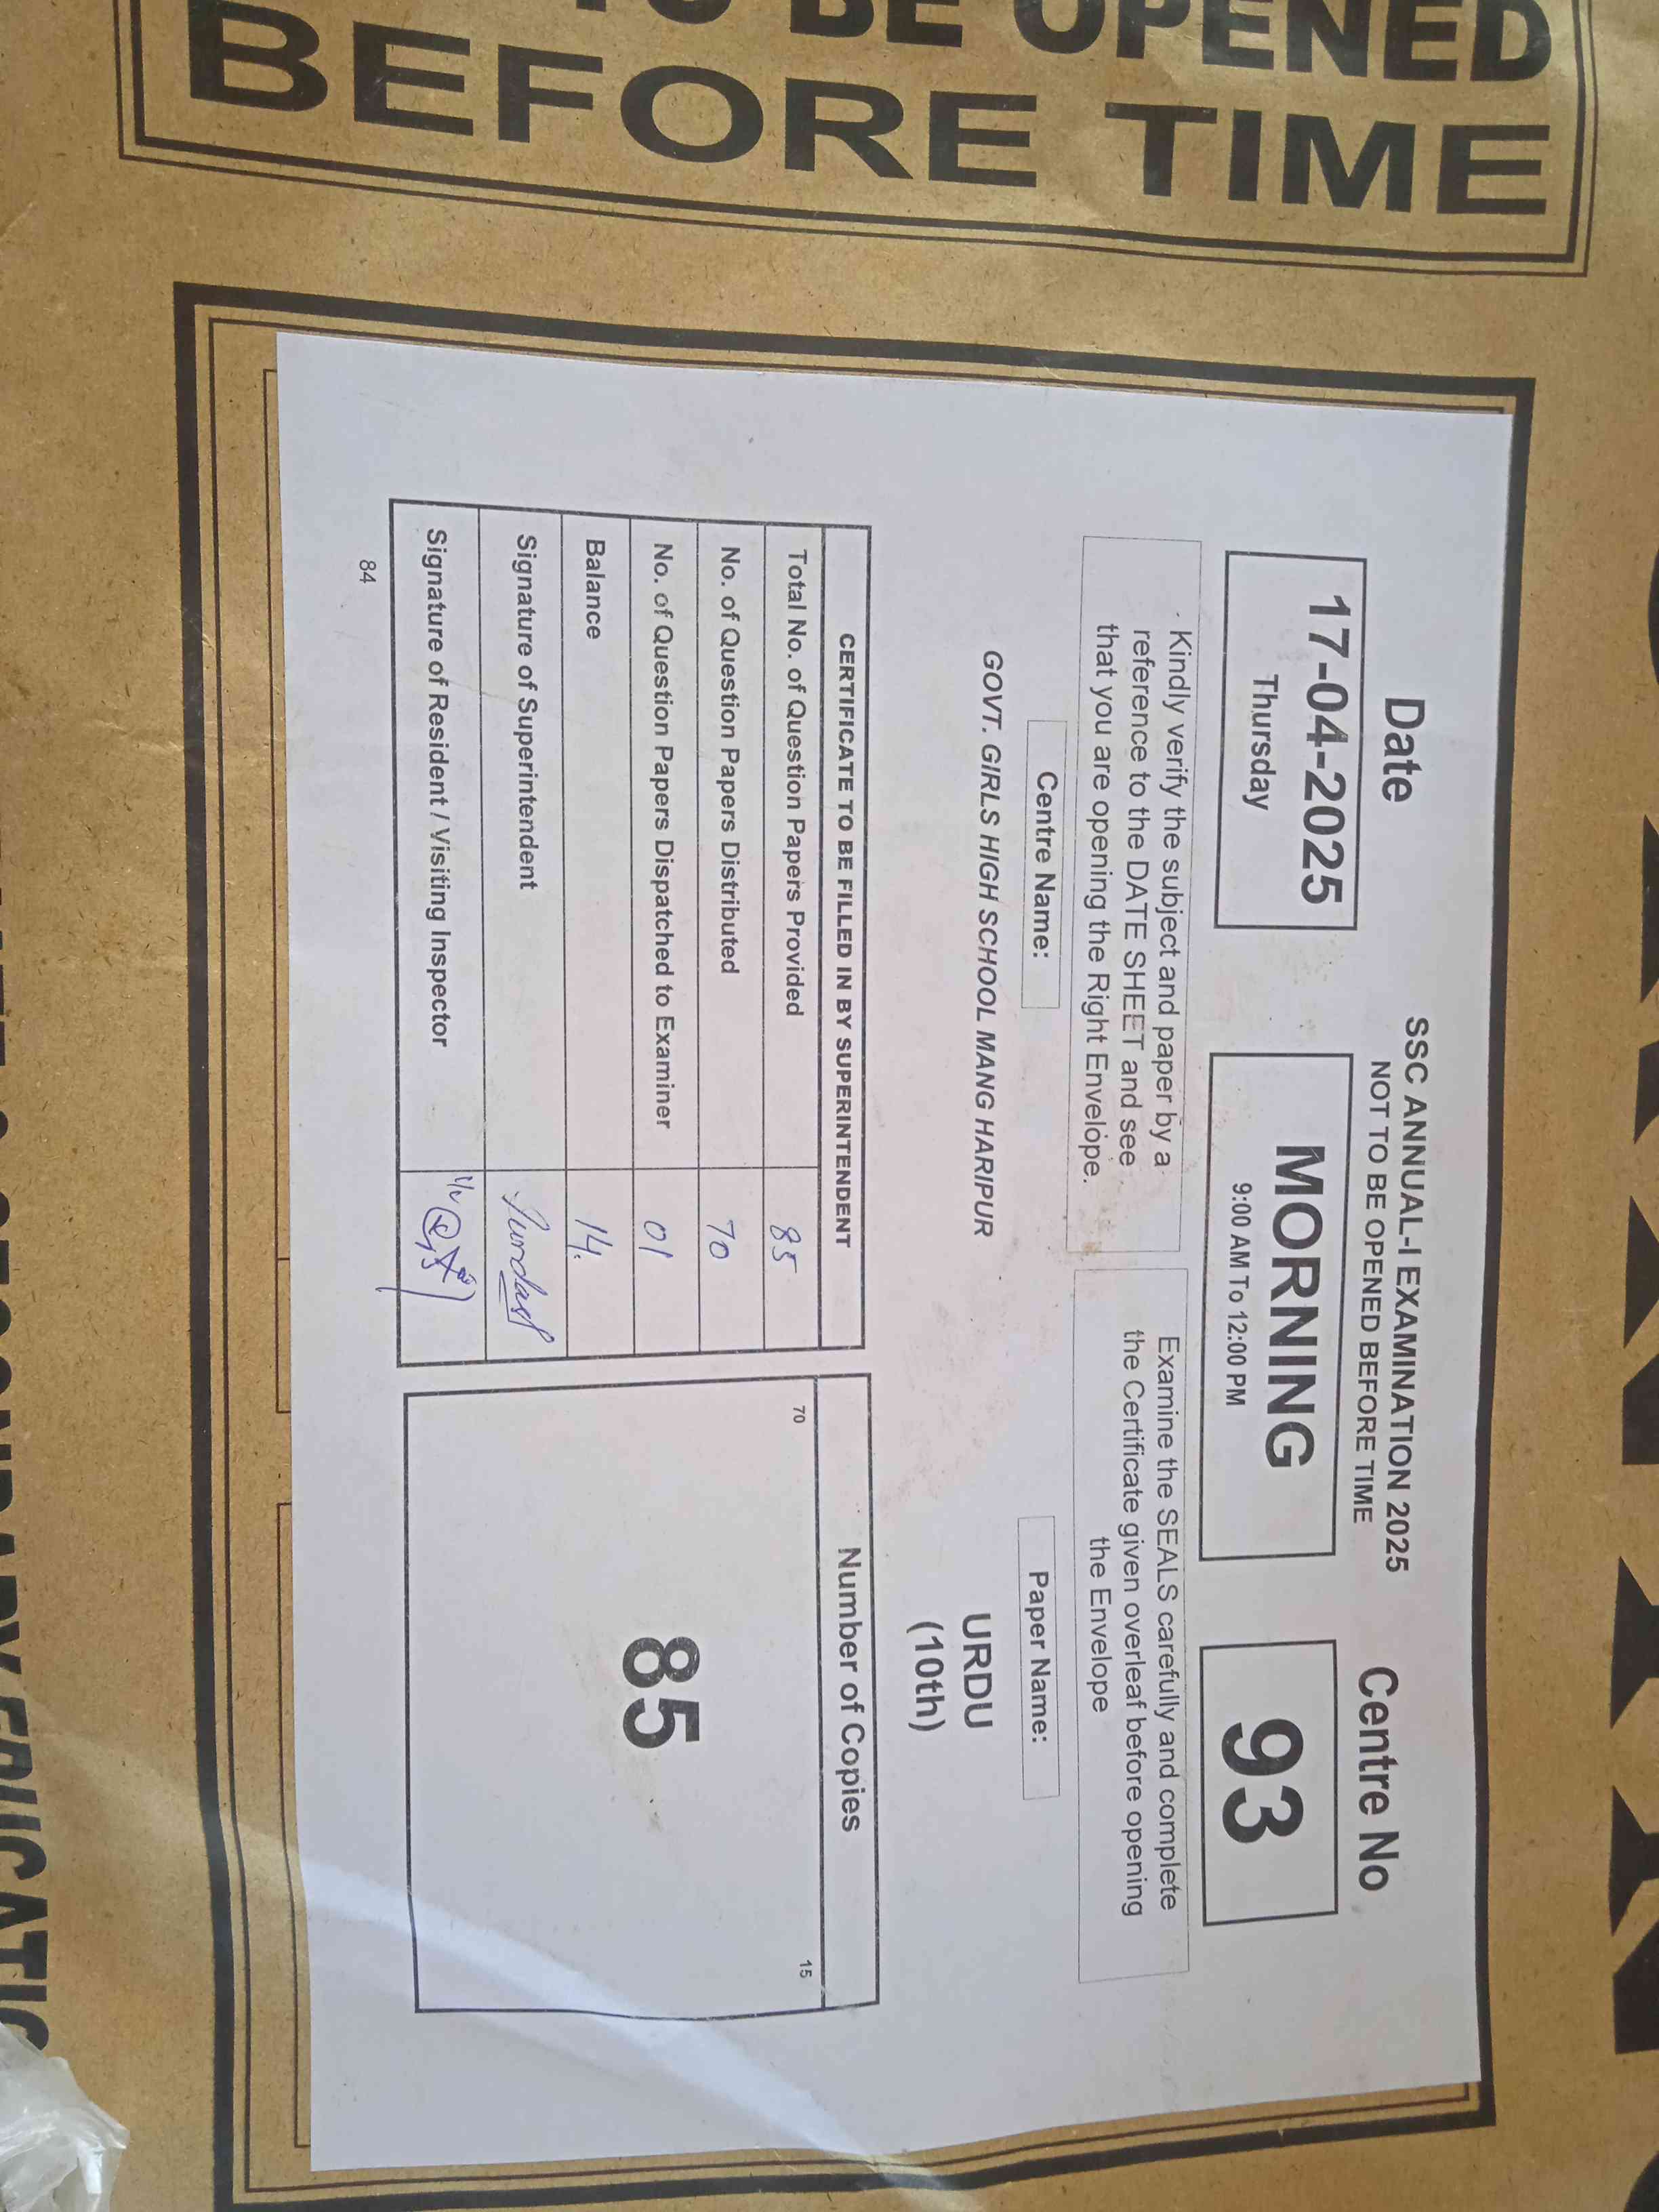 TO BE OPENED
BEFORE TIME
SSC ANNUAL-I EXAMINATION 2025
NOT TO BE OPENED BEFORE TIME
Date
Centre No
17-04-2025
Thursday
MORNING
9:00 AM To 12:00 PM
93
Kindly verify the subject and paper by a
reference to the DATE SHEET and see
that you are opening the Right Envelope.
Examine the SEALS carefully and complete
the Certificate given overleaf before opening
the Envelope
Centre Name:
Paper Name:
GOVT. GIRLS HIGH SCHOOL MANG HARIPUR
URDU
(10th)
CERTIFICATE TO BE FILLED IN BY SUPERINTENDENT
Total No. of Question Papers Provided 85
No. of Question Papers Distributed 70
No. of Question Papers Dispatched to Examiner 01
Balance 14.
Signature of Superintendent
Signature of Resident / Visiting Inspector
Number of Copies
70 15
85
84